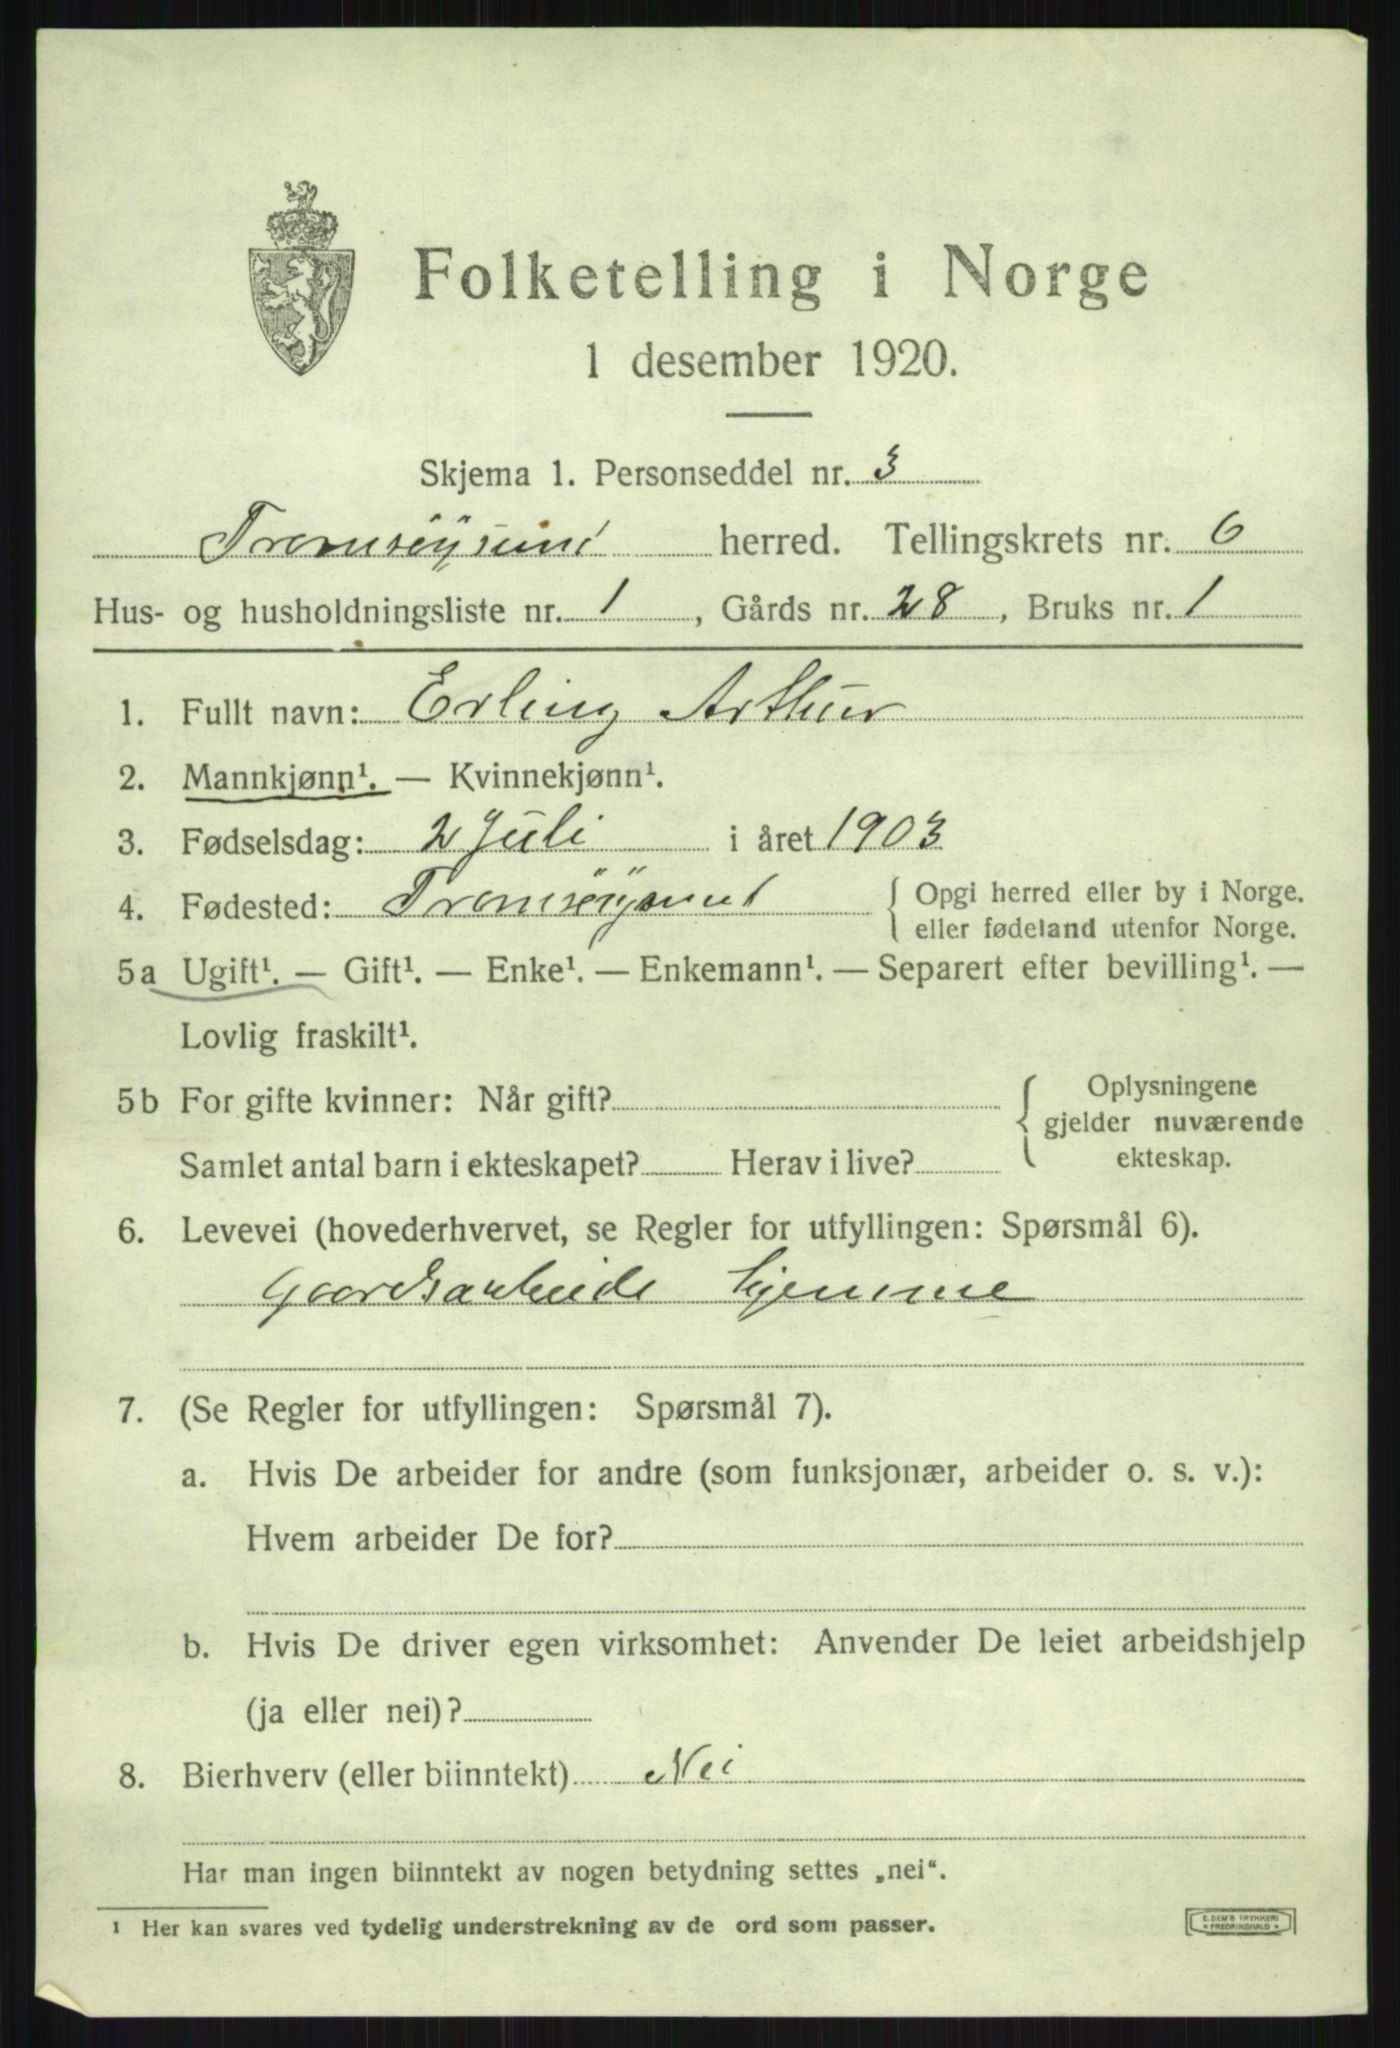 Folketelling i Norge
1 desember 1920.
Skjema 1. Personseddel nr. 3
Tromsöysund herred. Tellingskrets nr. 6
Hus- og husholdningsliste nr. 1, Gårds nr. 28, Bruks nr. 1
1. Fullt navn: Erling Arthur
2. Mannkjønn¹. — Kvinnekjønn¹.
3. Fødselsdag: 2 Juli i året 1903
4. Fødested: Tromsöysund { Opgi herred eller by i Norge.
eller fødeland utenfor Norge.
5a Ugift¹. — Gift¹. — Enke¹. — Enkemann¹. — Separert efter bevilling¹. —
Lovlig fraskilt¹.
5b For gifte kvinner: Når gift? { Oplysningene
gjelder nuværende
ekteskap.
Samlet antal barn i ekteskapet? Herav i live?
6. Levevei (hovederhvervet, se Regler for utfyllingen: Spørsmål 6).
Gaardsarbeide hjemme
7. (Se Regler for utfyllingen: Spørsmål 7).
a. Hvis De arbeider for andre (som funksjonær, arbeider o. s. v.):
Hvem arbeider De for?
b. Hvis De driver egen virksomhet: Anvender De leiet arbeidshjelp
(ja eller nei)?
8. Bierhverv (eller biinntekt) Nei
Har man ingen biinntekt av nogen betydning settes „nei“.
¹ Her kan svares ved tydelig understrekning av de ord som passer.
E. SEM'S TRYKKERI
* FREDRIKSHALD *